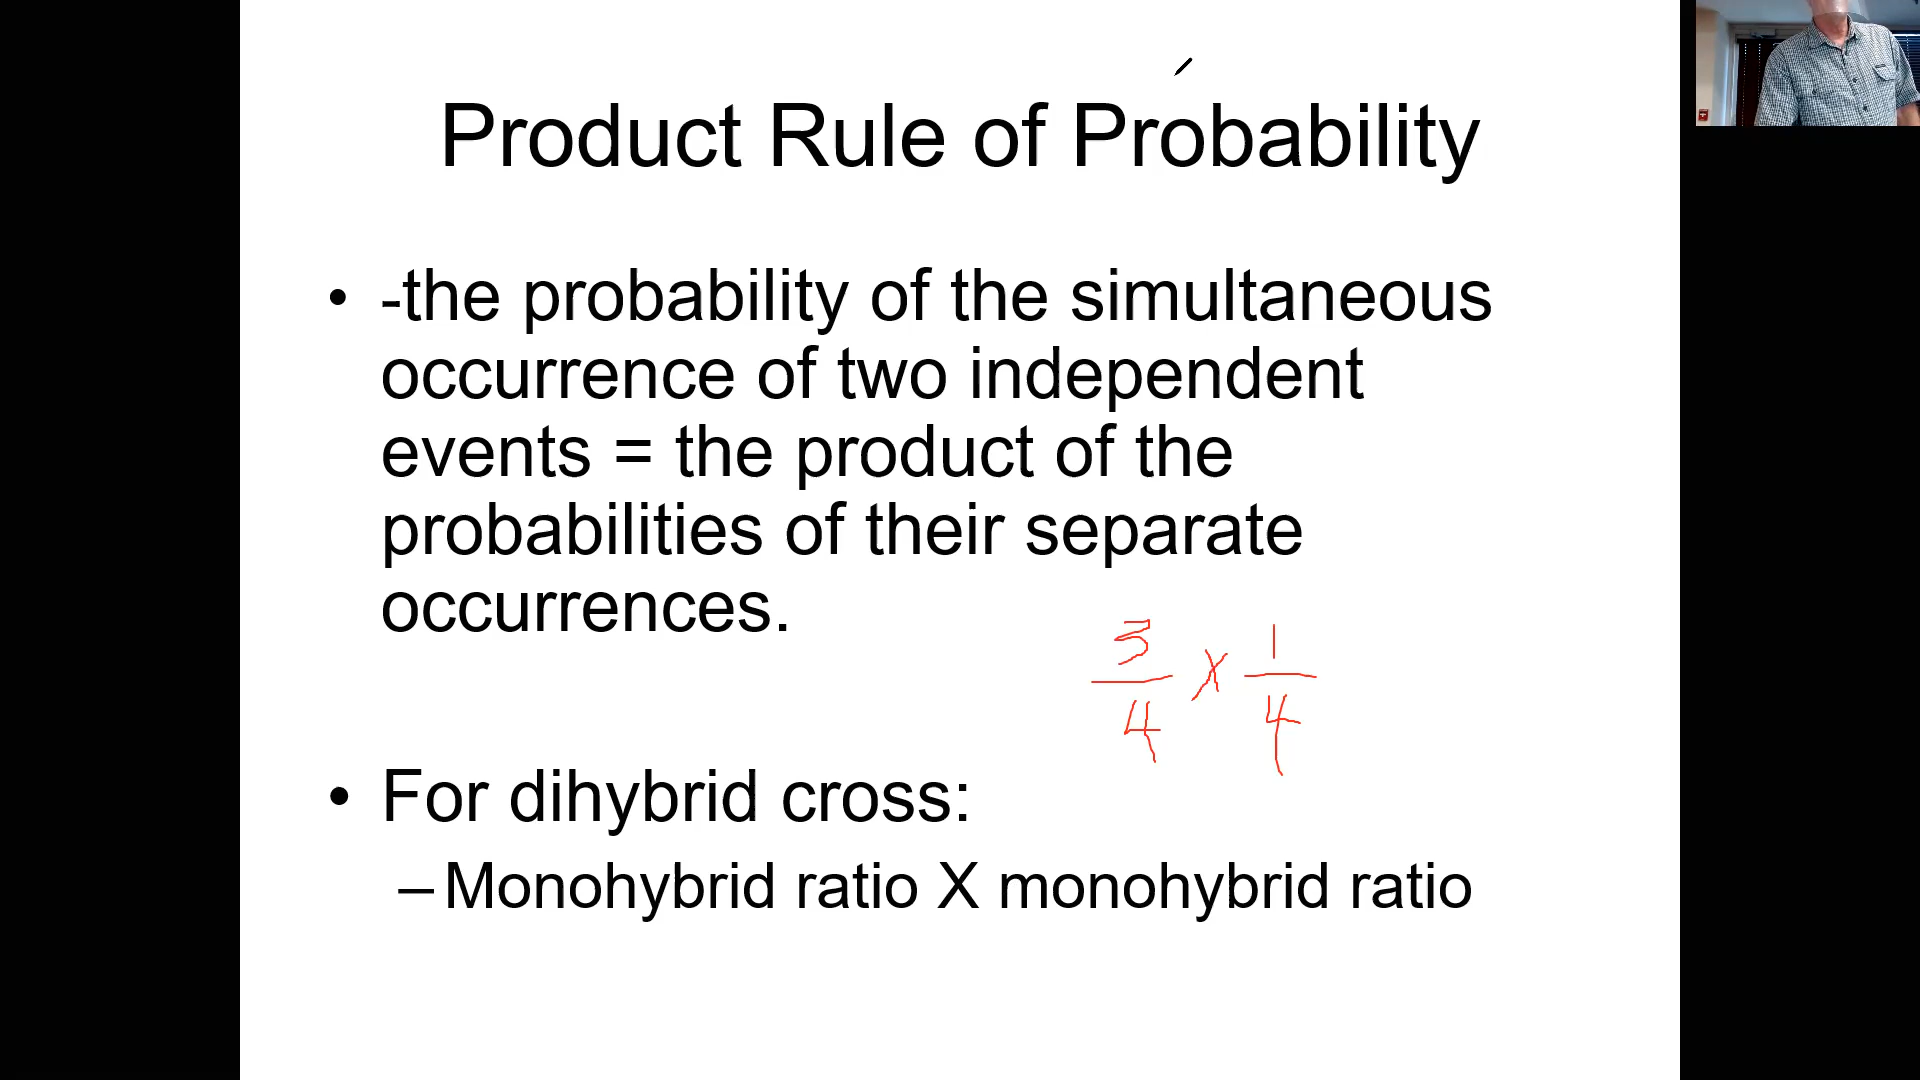 Product Rule of Probability
• -the probability of the simultaneous
occurrence of two independent
events = the product of the
probabilities of their separate
occurrences.
3/4 x 1/4
• For dihybrid cross:
– Monohybrid ratio X monohybrid ratio